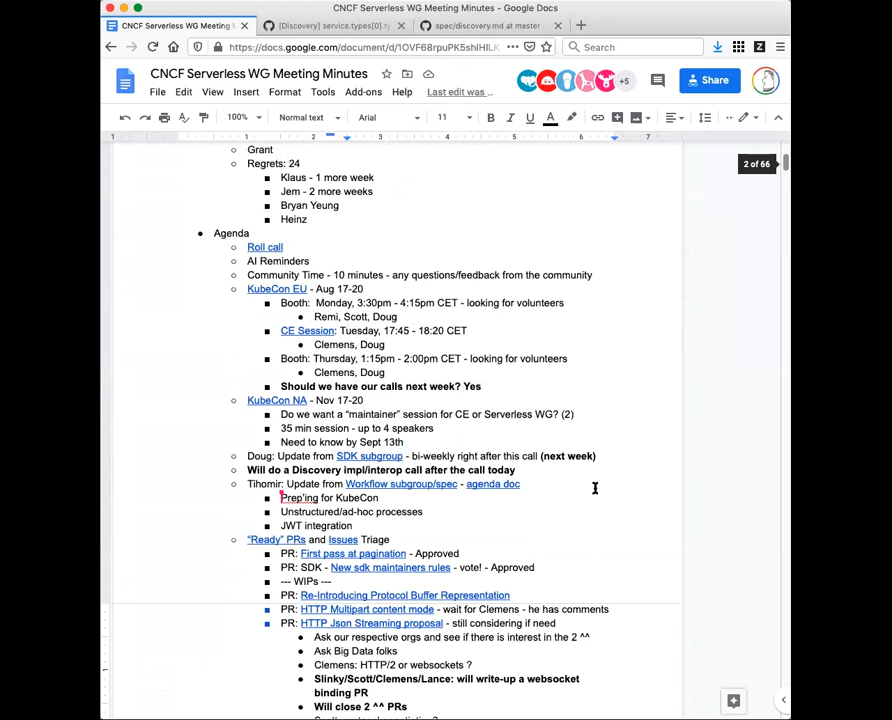 CNCF Serverless WG Meeting Minutes - Google Docs
CNCF Serverless WG Meeting M
[Discovery] service.types[0].ty
spec/discovery.md at master
https://docs.google.com/document/d/1OVF68rpuPK5shlHILK
Search
CNCF Serverless WG Meeting Minutes
File Edit View Insert Format Tools Add-ons Help Last edit was ...
+5
Share
100% Normal text Arial 11
1 1 2 3 4 5 6 7
2 of 66
Grant
Regrets: 24
Klaus - 1 more week
Jem - 2 more weeks
Bryan Yeung
Heinz
Agenda
Roll call
AI Reminders
Community Time - 10 minutes - any questions/feedback from the community
KubeCon EU - Aug 17-20
Booth: Monday, 3:30pm - 4:15pm CET - looking for volunteers
Remi, Scott, Doug
CE Session: Tuesday, 17:45 - 18:20 CET
Clemens, Doug
Booth: Thursday, 1:15pm - 2:00pm CET - looking for volunteers
Clemens, Doug
Should we have our calls next week? Yes
KubeCon NA - Nov 17-20
Do we want a “maintainer” session for CE or Serverless WG? (2)
35 min session - up to 4 speakers
Need to know by Sept 13th
Doug: Update from SDK subgroup - bi-weekly right after this call (next week)
Will do a Discovery impl/interop call after the call today
Tihomir: Update from Workflow subgroup/spec - agenda doc
Prep'ing for KubeCon
Unstructured/ad-hoc processes
JWT integration
“Ready” PRs and Issues Triage
PR: First pass at pagination - Approved
PR: SDK - New sdk maintainers rules - vote! - Approved
--- WIPs ---
PR: Re-Introducing Protocol Buffer Representation
PR: HTTP Multipart content mode - wait for Clemens - he has comments
PR: HTTP Json Streaming proposal - still considering if need
Ask our respective orgs and see if there is interest in the 2 ^^
Ask Big Data folks
Clemens: HTTP/2 or websockets ?
Slinky/Scott/Clemens/Lance: will write-up a websocket
binding PR
Will close 2 ^^ PRs